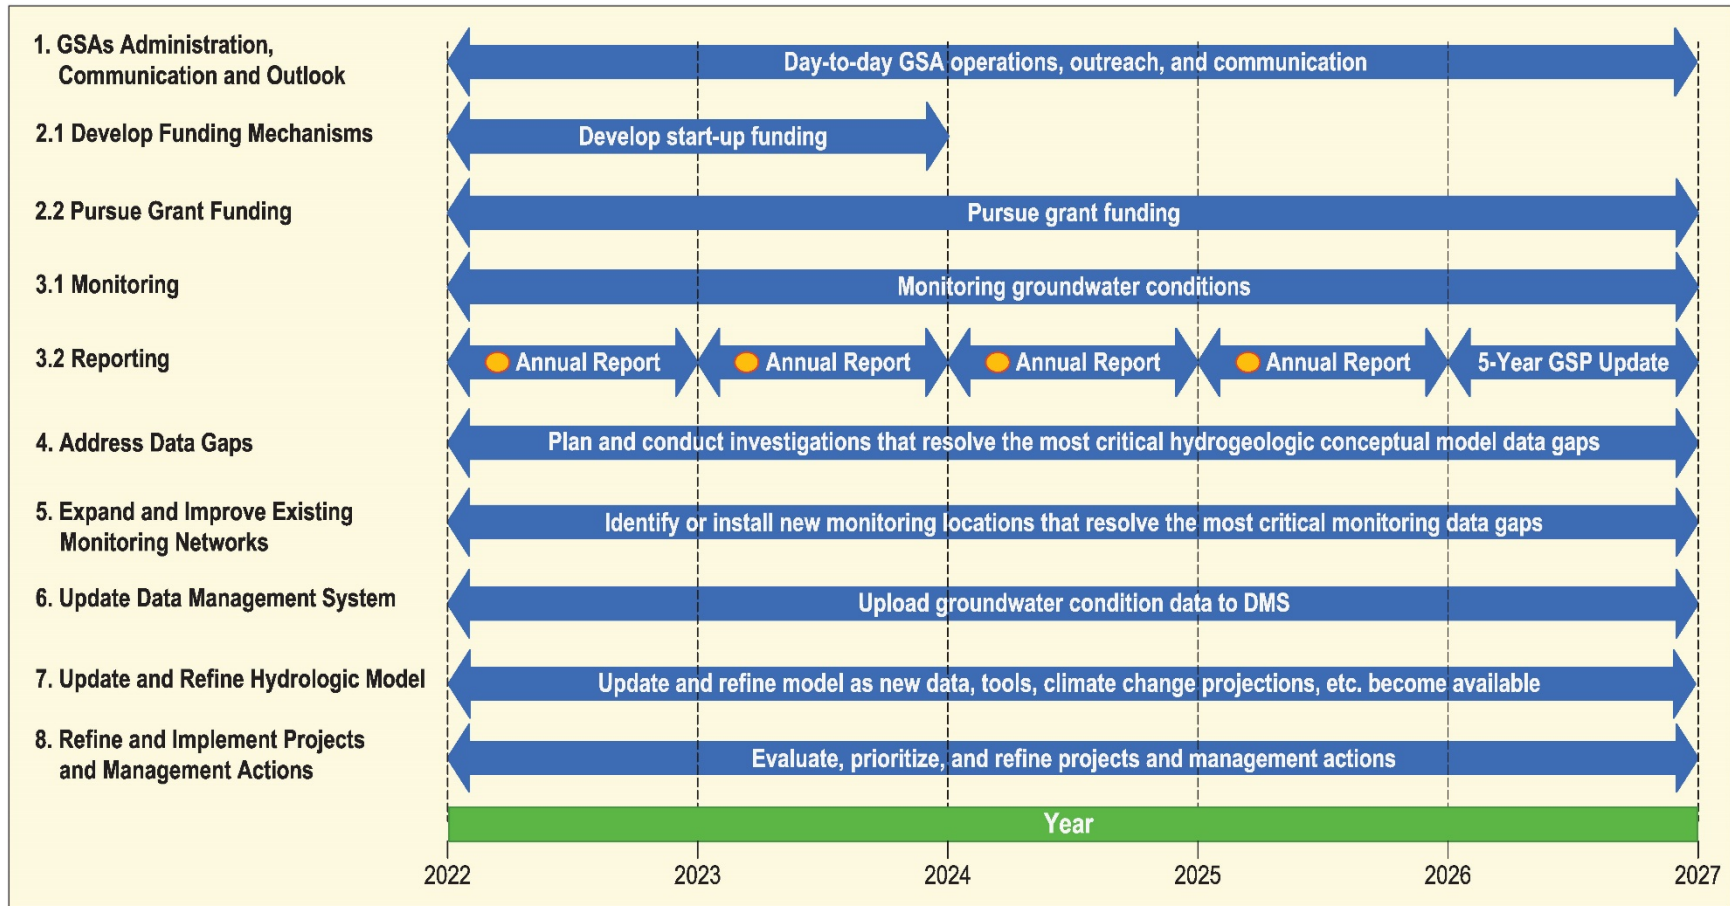 1. GSAs Administration,
Communication and Outlook
Day-to-day GSA operations, outreach, and communication
2.1 Develop Funding Mechanisms
Develop start-up funding
2.2 Pursue Grant Funding
Pursue grant funding
3.1 Monitoring
Monitoring groundwater conditions
3.2 Reporting
Annual Report
Annual Report
Annual Report
Annual Report
5-Year GSP Update
4. Address Data Gaps
Plan and conduct investigations that resolve the most critical hydrogeologic conceptual model data gaps
5. Expand and Improve Existing
Monitoring Networks
Identify or install new monitoring locations that resolve the most critical monitoring data gaps
6. Update Data Management System
Upload groundwater condition data to DMS
7. Update and Refine Hydrologic Model
Update and refine model as new data, tools, climate change projections, etc. become available
8. Refine and Implement Projects
and Management Actions
Evaluate, prioritize, and refine projects and management actions
Year
2022
2023
2024
2025
2026
2027